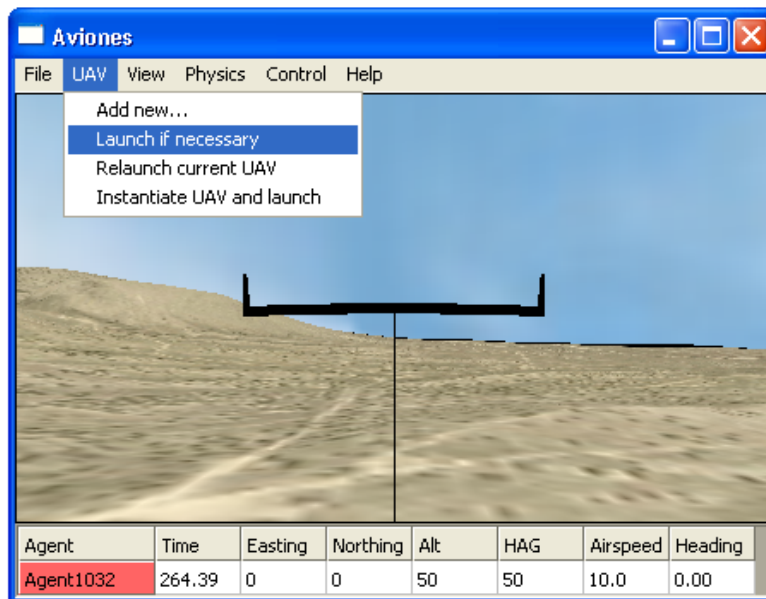 Aviones
File UAV View Physics Control Help
Add new...
Launch if necessary
Relaunch current UAV
Instantiate UAV and launch
Agent Time Easting Northing Alt HAG Airspeed Heading
Agent1032 264.39 0 0 50 50 10.0 0.00